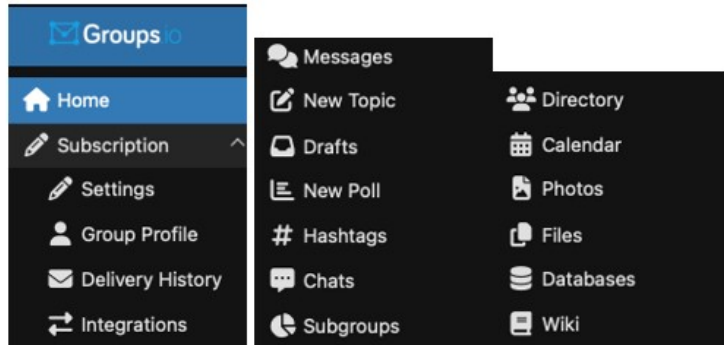 Groups.io
Home
Subscription
Settings
Group Profile
Delivery History
Integrations
Messages
New Topic
Drafts
New Poll
Hashtags
Chats
Subgroups
Directory
Calendar
Photos
Files
Databases
Wiki